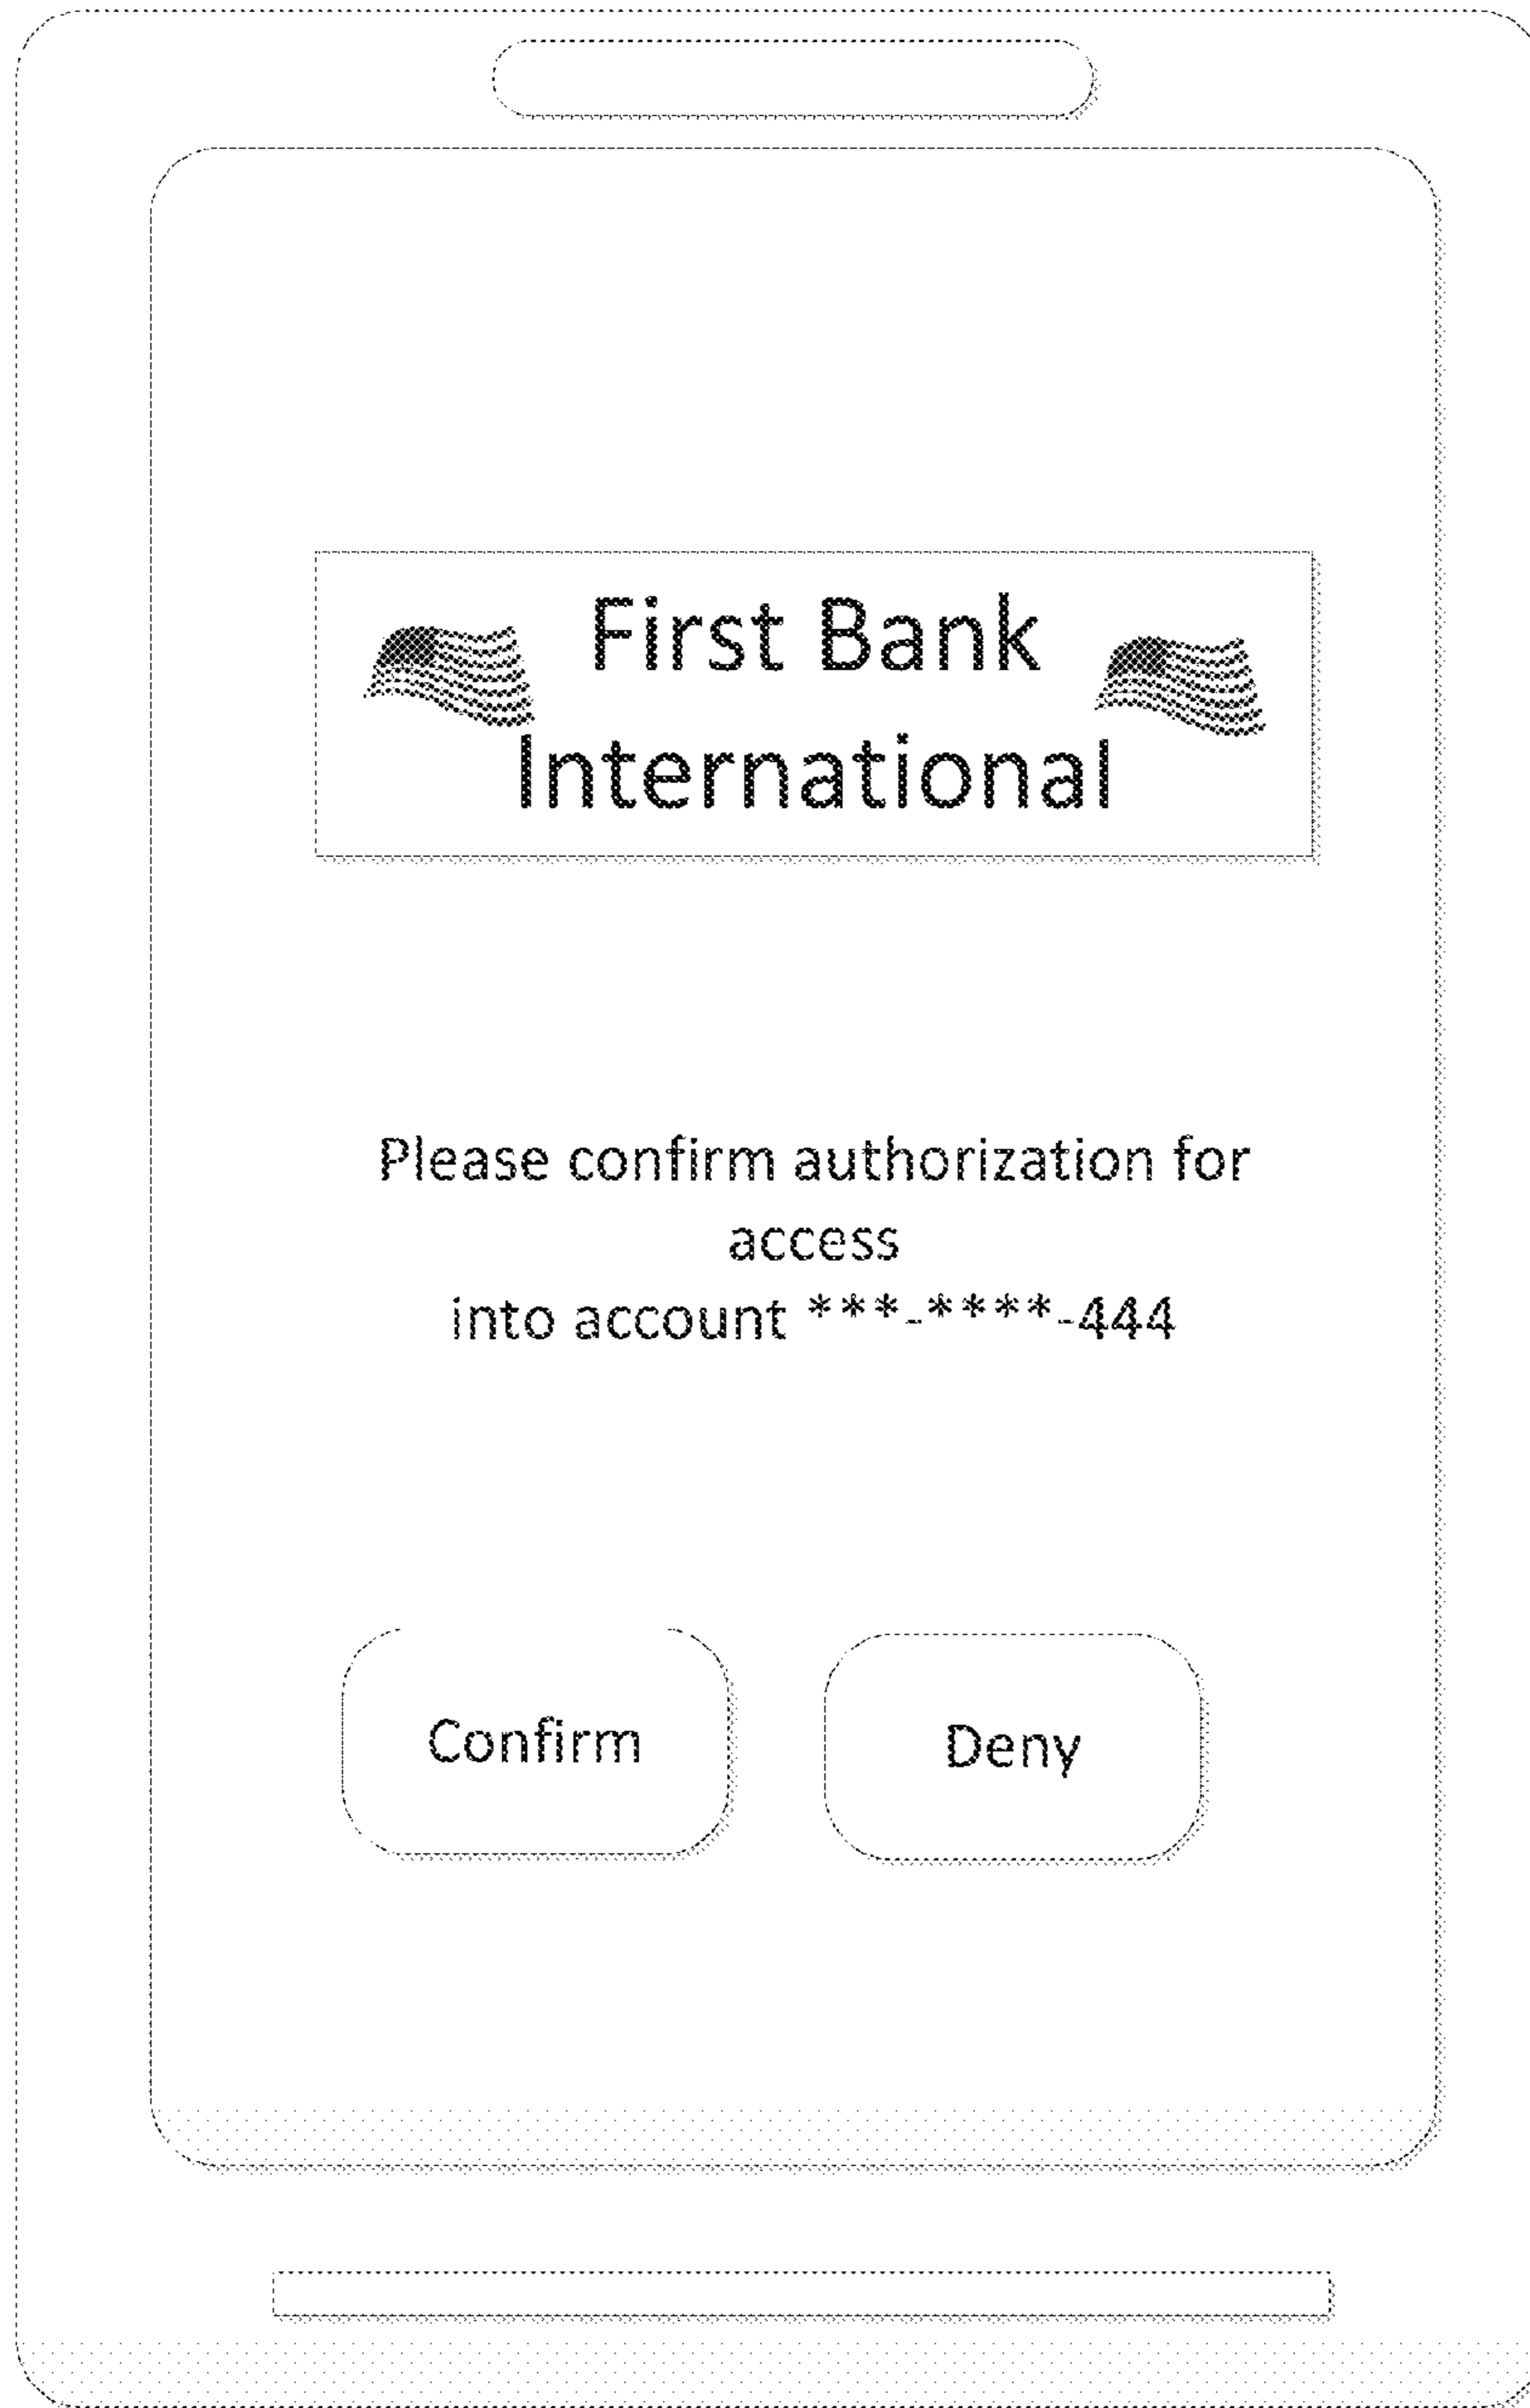 First Bank
International
Please confirm authorization for
access
into account ***-****-444
Confirm
Deny